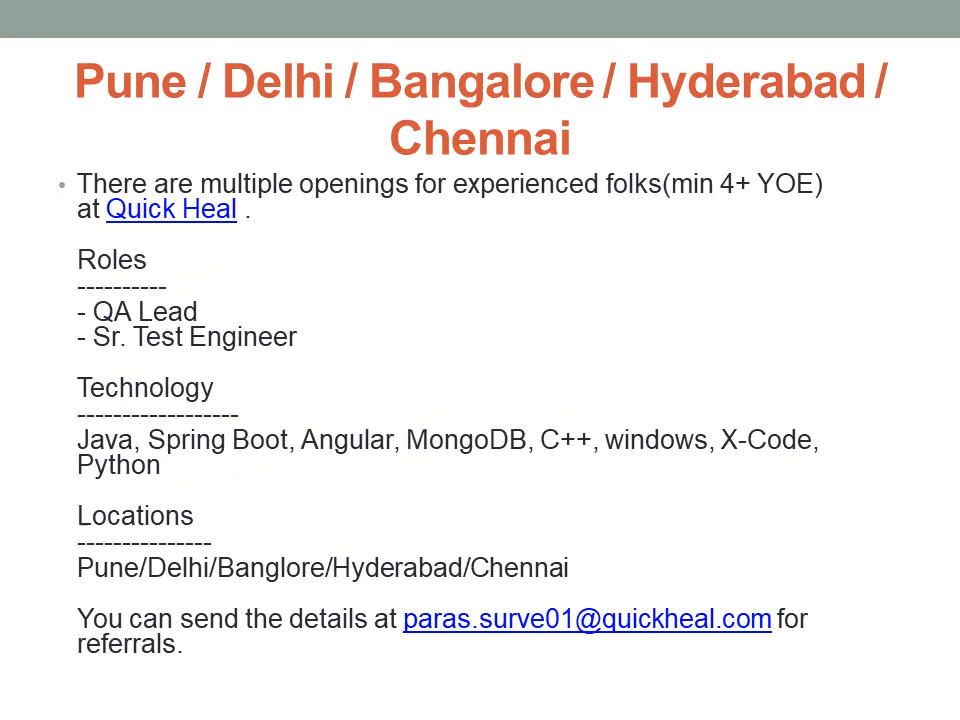 Pune / Delhi / Bangalore / Hyderabad /
Chennai
• There are multiple openings for experienced folks(min 4+ YOE)
at Quick Heal .
Roles
----------
- QA Lead
- Sr. Test Engineer
Technology
------------------
Java, Spring Boot, Angular, MongoDB, C++, windows, X-Code,
Python
Locations
---------------
Pune/Delhi/Banglore/Hyderabad/Chennai
You can send the details at paras.surve01@quickheal.com for
referrals.